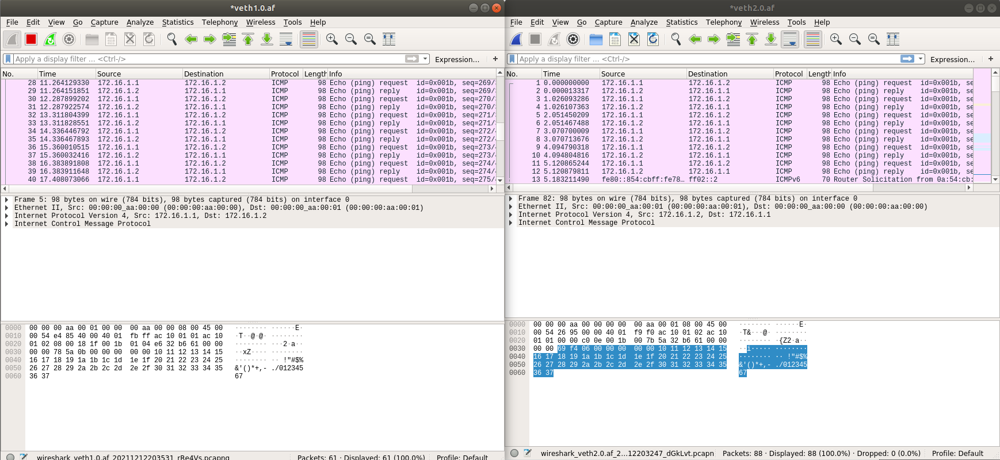 *veth1.0.af
File Edit View Go Capture Analyze Statistics Telephony Wireless Tools Help
Apply a display filter ... <Ctrl-/> Expression... +
No. Time Source Destination Protocol Length Info
28 11.264129330 172.16.1.1 172.16.1.2 ICMP 98 Echo (ping) request id=0x001b, seq=269/
29 11.264151851 172.16.1.2 172.16.1.1 ICMP 98 Echo (ping) reply id=0x001b, seq=269/
30 12.287899202 172.16.1.1 172.16.1.2 ICMP 98 Echo (ping) request id=0x001b, seq=270/
31 12.287922574 172.16.1.2 172.16.1.1 ICMP 98 Echo (ping) reply id=0x001b, seq=270/
32 13.311804399 172.16.1.1 172.16.1.2 ICMP 98 Echo (ping) request id=0x001b, seq=271/
33 13.311828551 172.16.1.2 172.16.1.1 ICMP 98 Echo (ping) reply id=0x001b, seq=271/
34 14.336446792 172.16.1.1 172.16.1.2 ICMP 98 Echo (ping) request id=0x001b, seq=272/
35 14.336467893 172.16.1.2 172.16.1.1 ICMP 98 Echo (ping) reply id=0x001b, seq=272/
36 15.360010515 172.16.1.1 172.16.1.2 ICMP 98 Echo (ping) request id=0x001b, seq=273/
37 15.360032416 172.16.1.2 172.16.1.1 ICMP 98 Echo (ping) reply id=0x001b, seq=273/
38 16.383891808 172.16.1.1 172.16.1.2 ICMP 98 Echo (ping) request id=0x001b, seq=274/
39 16.383911648 172.16.1.2 172.16.1.1 ICMP 98 Echo (ping) reply id=0x001b, seq=274/
40 17.408073066 172.16.1.1 172.16.1.2 ICMP 98 Echo (ping) request id=0x001b, seq=275/
Frame 5: 98 bytes on wire (784 bits), 98 bytes captured (784 bits) on interface 0
Ethernet II, Src: 00:00:00_aa:00:00 (00:00:00:aa:00:00), Dst: 00:00:00_aa:00:01 (00:00:00:aa:00:01)
Internet Protocol Version 4, Src: 172.16.1.1, Dst: 172.16.1.2
Internet Control Message Protocol
0000 00 00 00 aa 00 01 00 00 00 aa 00 00 08 00 45 00 ········ ······E·
0010 00 54 e4 85 40 00 40 01 fb ff ac 10 01 01 ac 10 ·T··@·@· ········
0020 01 02 08 00 18 1f 00 1b 01 04 e6 32 b6 61 00 00 ········ ···2·a··
0030 00 00 78 5a 0b 00 00 00 00 00 10 11 12 13 14 15 ··xZ···· ········
0040 16 17 18 19 1a 1b 1c 1d 1e 1f 20 21 22 23 24 25 ········ ·· !"#$%
0050 26 27 28 29 2a 2b 2c 2d 2e 2f 30 31 32 33 34 35 &'()*+,- ./012345
0060 36 37 67
wireshark_veth1.0.af_20211212203531_rRe4Vs.pcapng Packets: 61 · Displayed: 61 (100.0%) Profile: Default
*veth2.0.af
File Edit View Go Capture Analyze Statistics Telephony Wireless Tools Help
Apply a display filter ... <Ctrl-/> Expression... +
No. Time Source Destination Protocol Length Info
1 0.000000000 172.16.1.1 172.16.1.2 ICMP 98 Echo (ping) request id=0x001b, se
2 0.000013317 172.16.1.2 172.16.1.1 ICMP 98 Echo (ping) reply id=0x001b, se
3 1.026093286 172.16.1.1 172.16.1.2 ICMP 98 Echo (ping) request id=0x001b, se
4 1.026107363 172.16.1.2 172.16.1.1 ICMP 98 Echo (ping) reply id=0x001b, se
5 2.051450209 172.16.1.1 172.16.1.2 ICMP 98 Echo (ping) request id=0x001b, se
6 2.051467488 172.16.1.2 172.16.1.1 ICMP 98 Echo (ping) reply id=0x001b, se
7 3.070700009 172.16.1.1 172.16.1.2 ICMP 98 Echo (ping) request id=0x001b, se
8 3.070713676 172.16.1.2 172.16.1.1 ICMP 98 Echo (ping) reply id=0x001b, se
9 4.094790318 172.16.1.1 172.16.1.2 ICMP 98 Echo (ping) request id=0x001b, se
10 4.094804816 172.16.1.2 172.16.1.1 ICMP 98 Echo (ping) reply id=0x001b, se
11 5.120865244 172.16.1.1 172.16.1.2 ICMP 98 Echo (ping) request id=0x001b, se
12 5.120879811 172.16.1.2 172.16.1.1 ICMP 98 Echo (ping) reply id=0x001b, se
13 5.183211490 fe80::854:cbff:fe78... ff02::2 ICMPv6 70 Router Solicitation from 0a:54:cb:
Frame 82: 98 bytes on wire (784 bits), 98 bytes captured (784 bits) on interface 0
Ethernet II, Src: 00:00:00_aa:00:01 (00:00:00:aa:00:01), Dst: 00:00:00_aa:00:00 (00:00:00:aa:00:00)
Internet Protocol Version 4, Src: 172.16.1.2, Dst: 172.16.1.1
Internet Control Message Protocol
0000 00 00 00 aa 00 00 00 00 00 aa 00 01 08 00 45 00 ········ ······E·
0010 00 54 26 95 00 00 40 01 f9 f0 ac 10 01 02 ac 10 ·T&···@· ········
0020 01 01 00 00 c0 0e 00 1b 00 7b 5a 32 b6 61 00 00 ········ ·{Z2·a··
0030 00 00 69 f4 06 00 00 00 00 00 10 11 12 13 14 15 ··i····· ········
0040 16 17 18 19 1a 1b 1c 1d 1e 1f 20 21 22 23 24 25 ········ ·· !"#$%
0050 26 27 28 29 2a 2b 2c 2d 2e 2f 30 31 32 33 34 35 &'()*+,- ./012345
0060 36 37 67
wireshark_veth2.0.af_2...12203247_dGkLvt.pcapn Packets: 88 · Displayed: 88 (100.0%) · Dropped: 0 (0.0%) Profile: Default